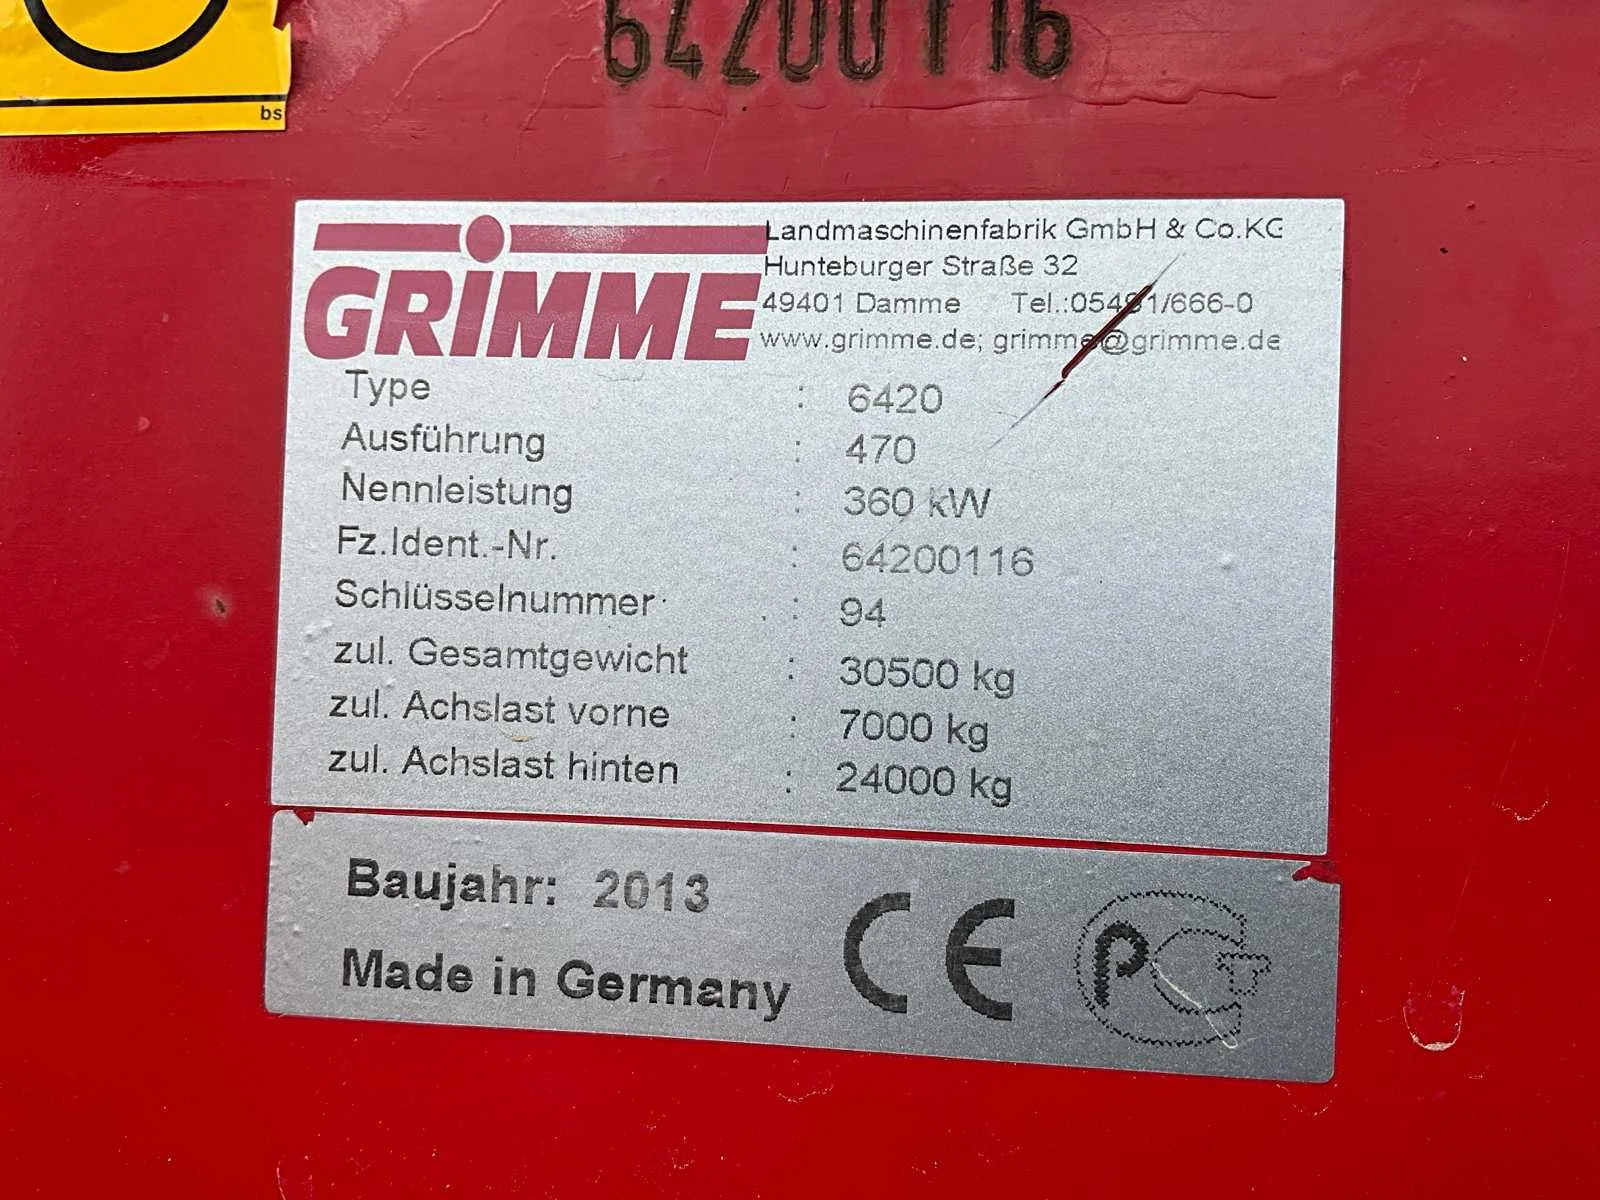 64200116
bs
GRIMME
Landmaschinenfabrik GmbH & Co.KG
Hunteburger Straße 32
49401 Damme Tel.:05491/666-0
www.grimme.de; grimme@grimme.de
Type : 6420
Ausführung : 470
Nennleistung : 360 kW
Fz.Ident.-Nr. : 64200116
Schlüsselnummer : 94
zul. Gesamtgewicht : 30500 kg
zul. Achslast vorne : 7000 kg
zul. Achslast hinten : 24000 kg
Baujahr: 2013
Made in Germany
CE